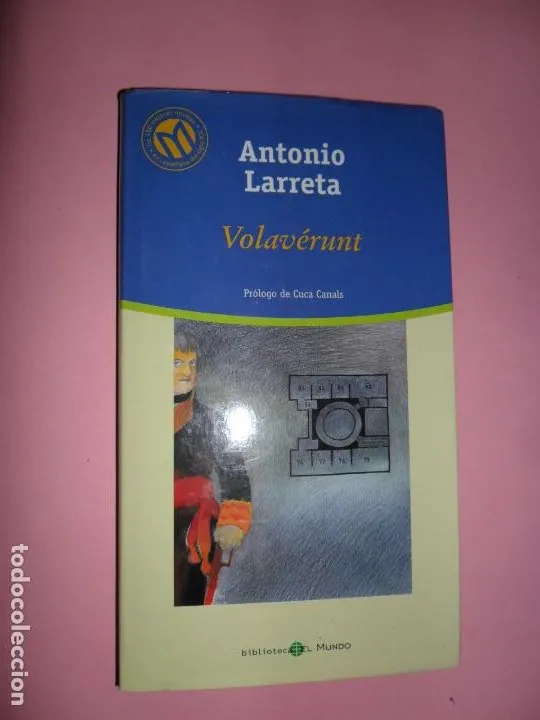 Antonio
Larreta
Volavérunt
Prólogo de Cuca Canals
biblioteca EL MUNDO
todocoleccion